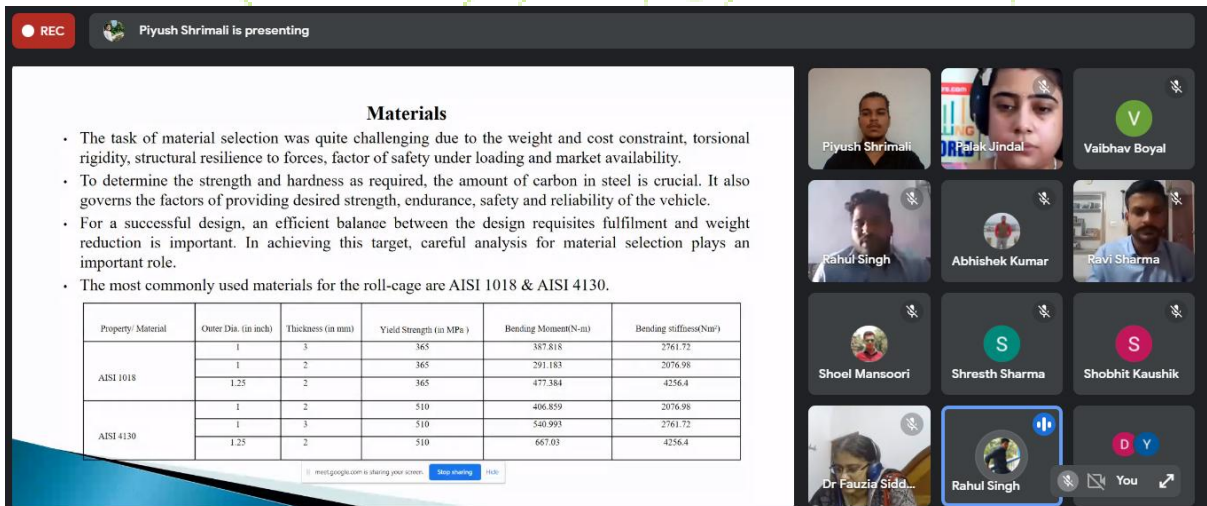 REC
Piyush Shrimali is presenting
Materials
• The task of material selection was quite challenging due to the weight and cost constraint, torsional
rigidity, structural resilience to forces, factor of safety under loading and market availability.
• To determine the strength and hardness as required, the amount of carbon in steel is crucial. It also
governs the factors of providing desired strength, endurance, safety and reliability of the vehicle.
• For a successful design, an efficient balance between the design requisites fulfilment and weight
reduction is important. In achieving this target, careful analysis for material selection plays an
important role.
• The most commonly used materials for the roll-cage are AISI 1018 & AISI 4130.
Property/ Material Outer Dia. (in inch) Thickness (in mm) Yield Strength (in MPa ) Bending Moment(N-m) Bending stiffness(Nm²)
AISI 1018
1 3 365 387.818 2761.72
1 2 365 291.183 2076.98
1.25 2 365 477.384 4256.4
AISI 4130
1 2 510 406.859 2076.98
1 3 510 540.993 2761.72
1.25 2 510 667.03 4256.4
meet.google.com is sharing your screen. Stop sharing Hide
Piyush Shrimali
Palak Jindal
V
Vaibhav Boyal
Rahul Singh
Abhishek Kumar
Ravi Sharma
Shoel Mansoori
S
Shresth Sharma
S
Shobhit Kaushik
Dr Fauzia Sidd...
Rahul Singh
D Y
You